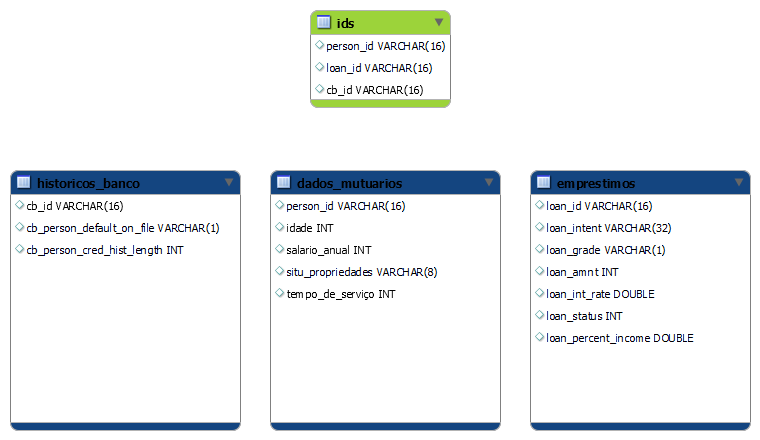 ids
person_id VARCHAR(16)
loan_id VARCHAR(16)
cb_id VARCHAR(16)
historicos_banco
cb_id VARCHAR(16)
cb_person_default_on_file VARCHAR(1)
cb_person_cred_hist_length INT
dados_mutuarios
person_id VARCHAR(16)
idade INT
salario_anual INT
situ_propriedades VARCHAR(8)
tempo_de_serviço INT
emprestimos
loan_id VARCHAR(16)
loan_intent VARCHAR(32)
loan_grade VARCHAR(1)
loan_amnt INT
loan_int_rate DOUBLE
loan_status INT
loan_percent_income DOUBLE